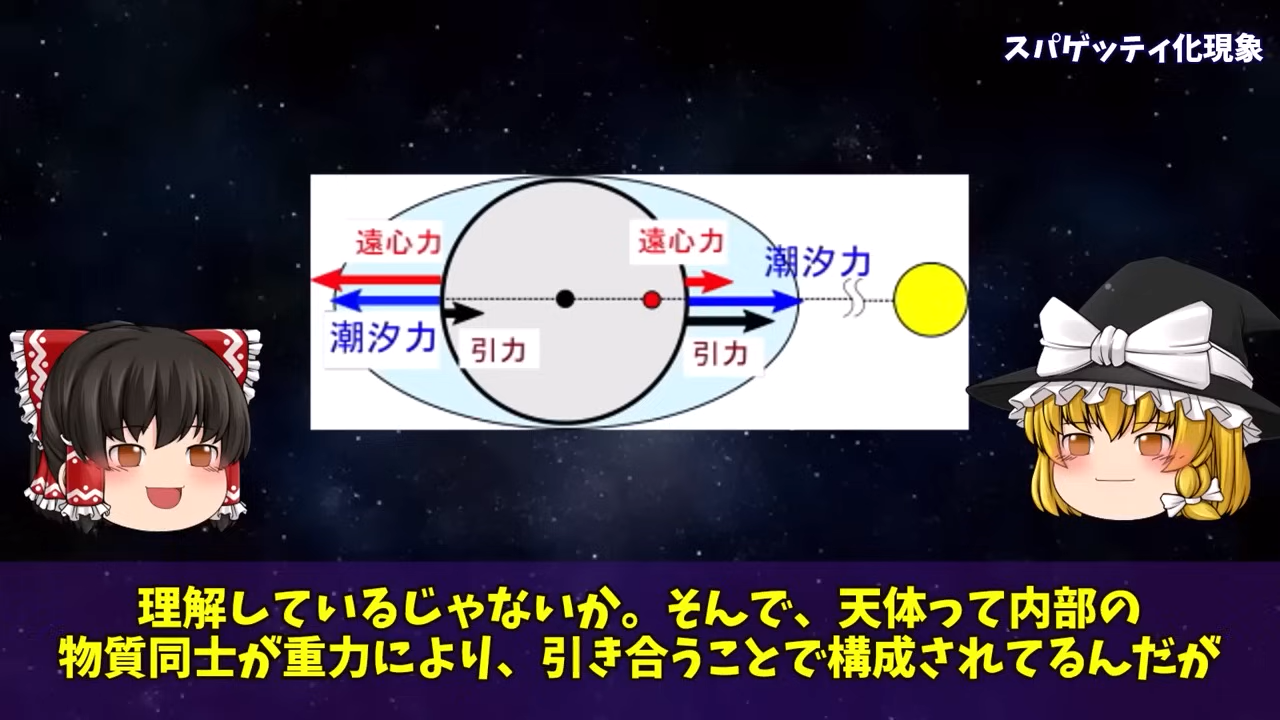 スパゲッティ化現象
遠心力
遠心力
潮汐力
潮汐力
引力
引力
理解しているじゃないか。そんで、天体って内部の
物質同士が重力により、引き合うことで構成されてるんだが